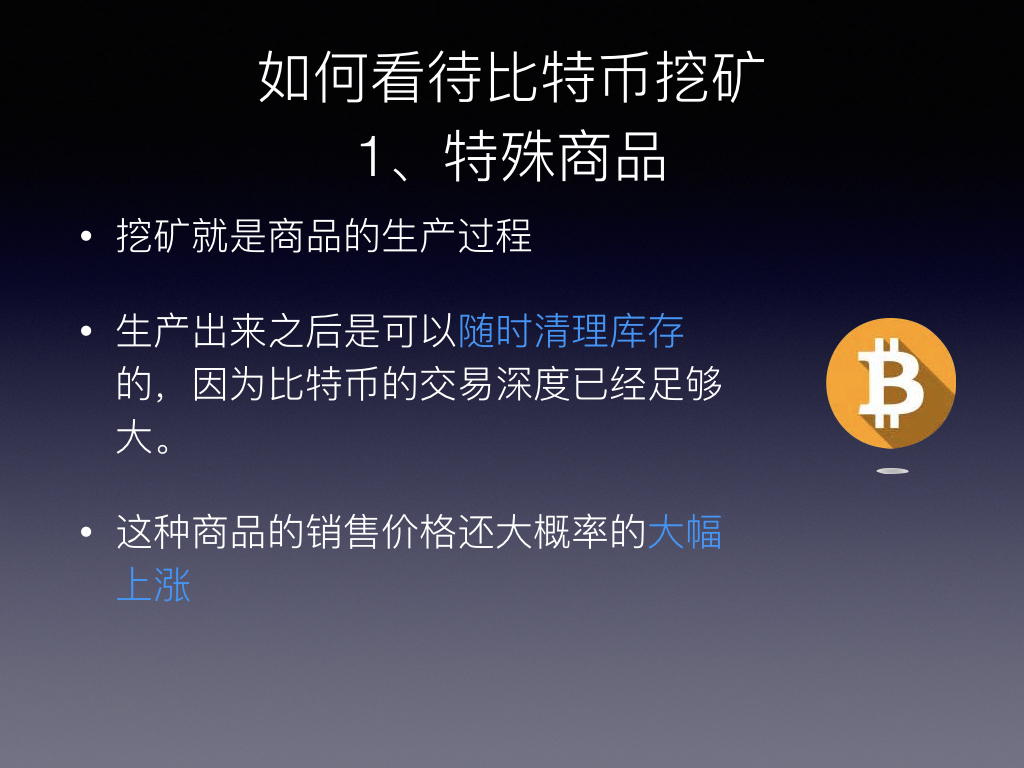 如何看待比特币挖矿
1、特殊商品
• 挖矿就是商品的生产过程
• 生产出来之后是可以随时清理库存
的，因为比特币的交易深度已经足够
大。
• 这种商品的销售价格还大概率的大幅
上涨